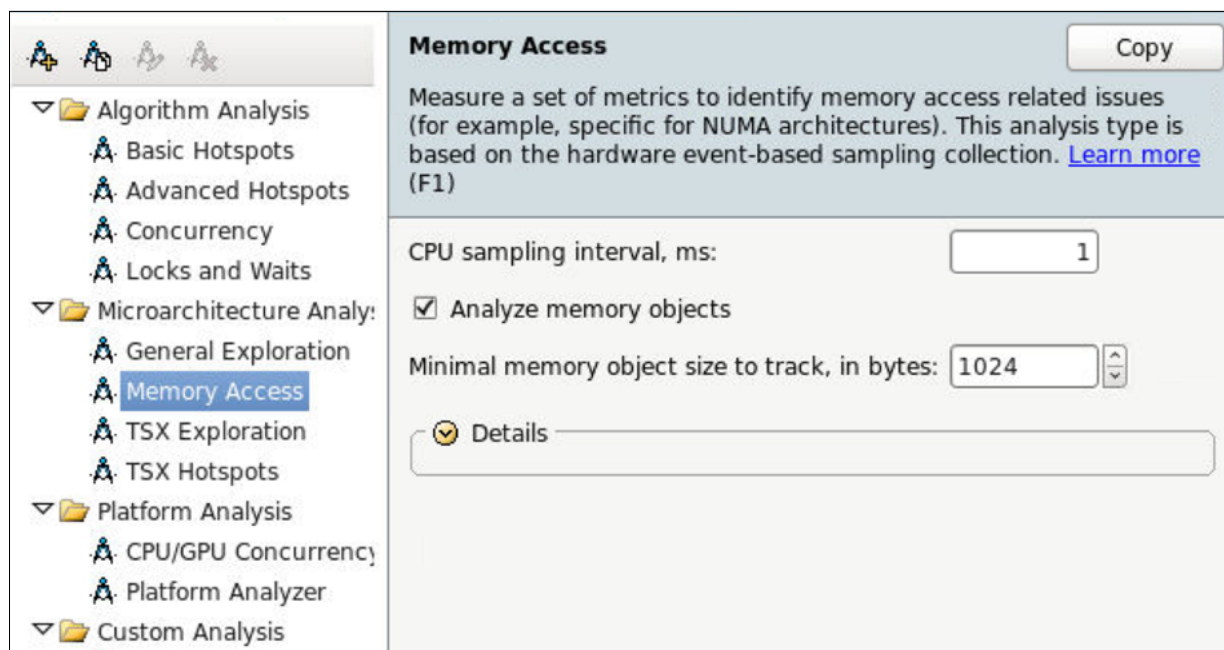 Algorithm Analysis
Basic Hotspots
Advanced Hotspots
Concurrency
Locks and Waits
Microarchitecture Analys
General Exploration
Memory Access
TSX Exploration
TSX Hotspots
Platform Analysis
CPU/GPU Concurrency
Platform Analyzer
Custom Analysis
Memory Access
Copy
Measure a set of metrics to identify memory access related issues
(for example, specific for NUMA architectures). This analysis type is
based on the hardware event-based sampling collection. Learn more
(F1)
CPU sampling interval, ms: 1
Analyze memory objects
Minimal memory object size to track, in bytes: 1024
Details